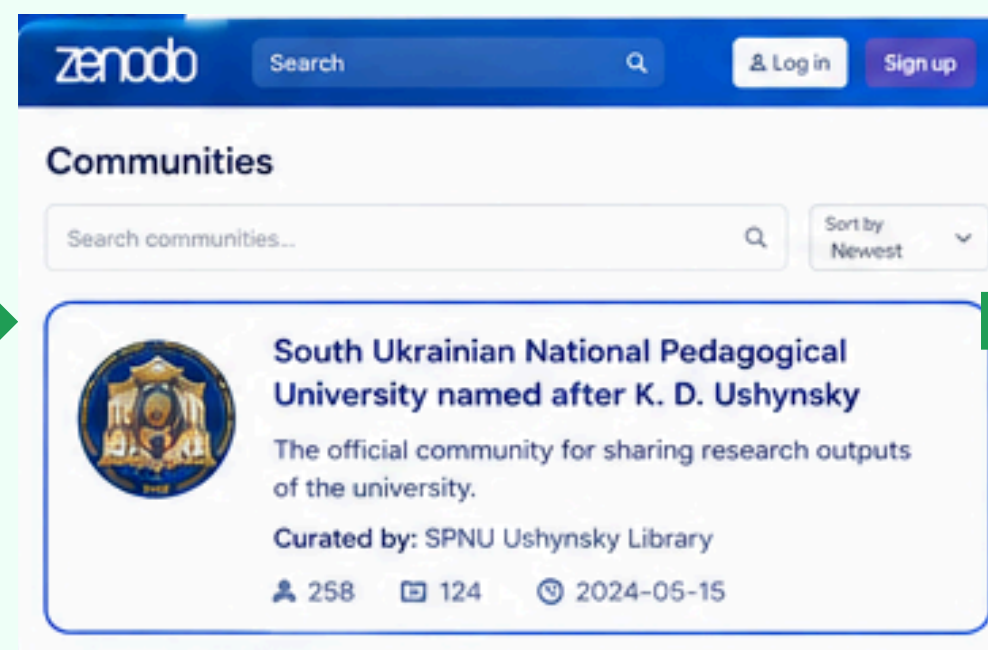 zenodo
Search
Log in
Sign up
Communities
Search communities...
Sort by
Newest
South Ukrainian National Pedagogical
University named after K. D. Ushynsky
The official community for sharing research outputs
of the university.
Curated by: SPNU Ushynsky Library
258 124 2024-05-15